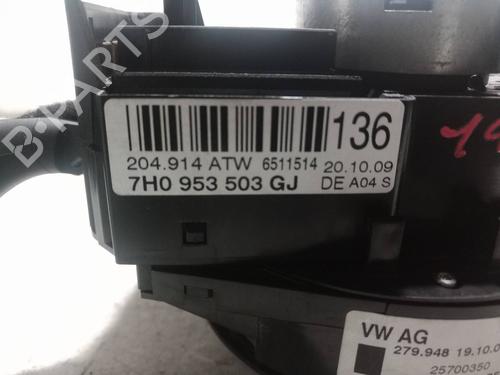 136
204.914 ATW 6511514 20.10.09
7H0 953 503 GJ DE A04 S
VW AG
279.948 19.10.0
25700350
B-PARTS